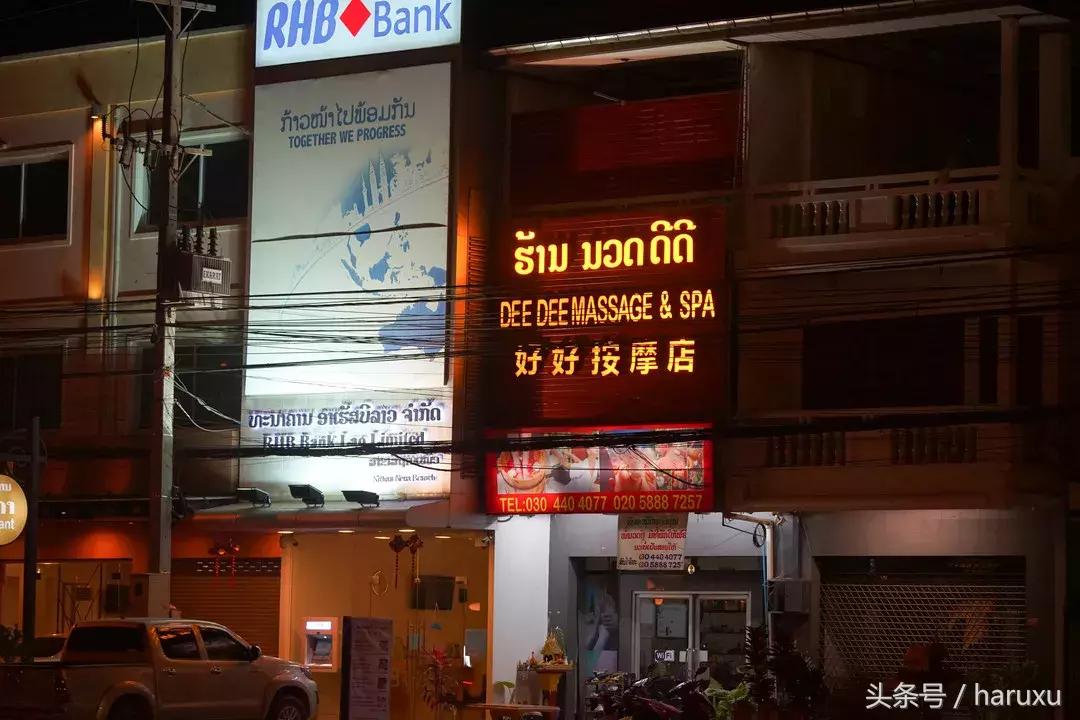 RHB Bank
ກ້າວໜ້າໄປພ້ອມກັນ
TOGETHER WE PROGRESS
ຮ້ານ ນວດດີດີ
DEE DEE MASSAGE & SPA
好好按摩店
EKARAT
ທະນາຄານ ອາຣ໌ເຮັສບີລາວ ຈຳກັດ
RHB Bank Lao Limited
TEL:030 440 4077 020 5888 7257
WiFi
头条号 / haruxu